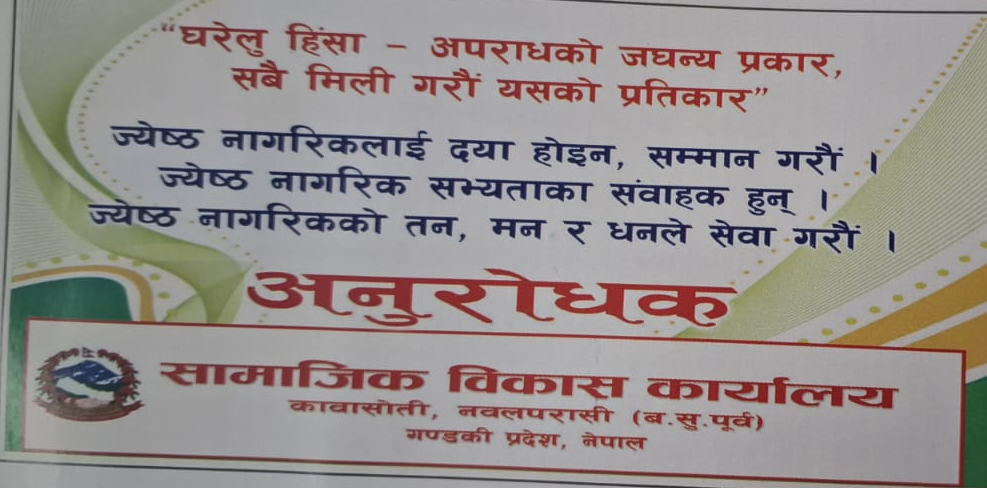 “घरेलु हिंसा – अपराधको जघन्य प्रकार,
सबै मिली गरौं यसको प्रतिकार”
ज्येष्ठ नागरिकलाई दया होइन, सम्मान गरौं ।
ज्येष्ठ नागरिक सभ्यताका संवाहक हुन् ।
ज्येष्ठ नागरिकको तन, मन र धनले सेवा गरौं ।
अनुरोधक
सामाजिक विकास कार्यालय
कावासोती, नवलपरासी (ब.सु.पूर्व)
गण्डकी प्रदेश, नेपाल